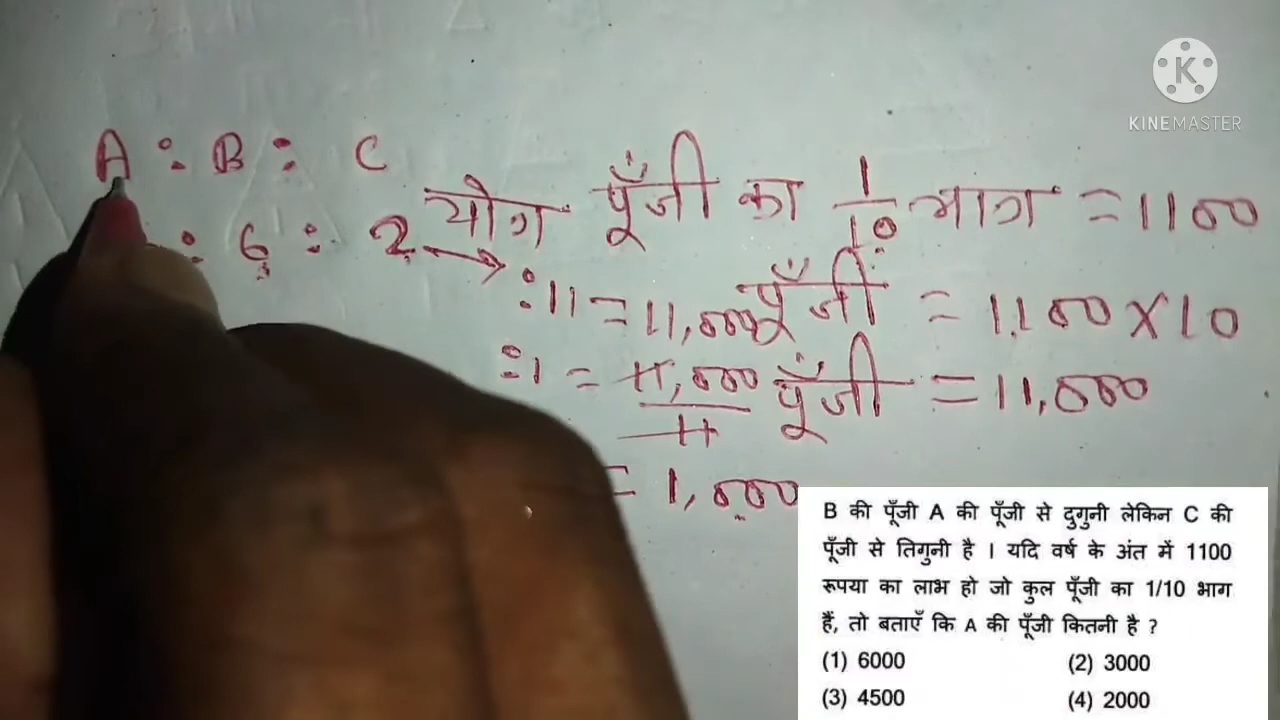 KINEMASTER
A : B : C
: 6 : 2
योग पूँजी का 1/10 भाग = 1100
: 11 = 11,000
पूँजी = 1100 × 10
: 1 = 11,000/11
पूँजी = 11,000
= 1,000
B की पूँजी A की पूँजी से दुगुनी लेकिन C की
पूँजी से तिगुनी है । यदि वर्ष के अंत में 1100
रूपया का लाभ हो जो कुल पूँजी का 1/10 भाग
हैं, तो बताएँ कि A की पूँजी कितनी है ?
(1) 6000 (2) 3000
(3) 4500 (4) 2000